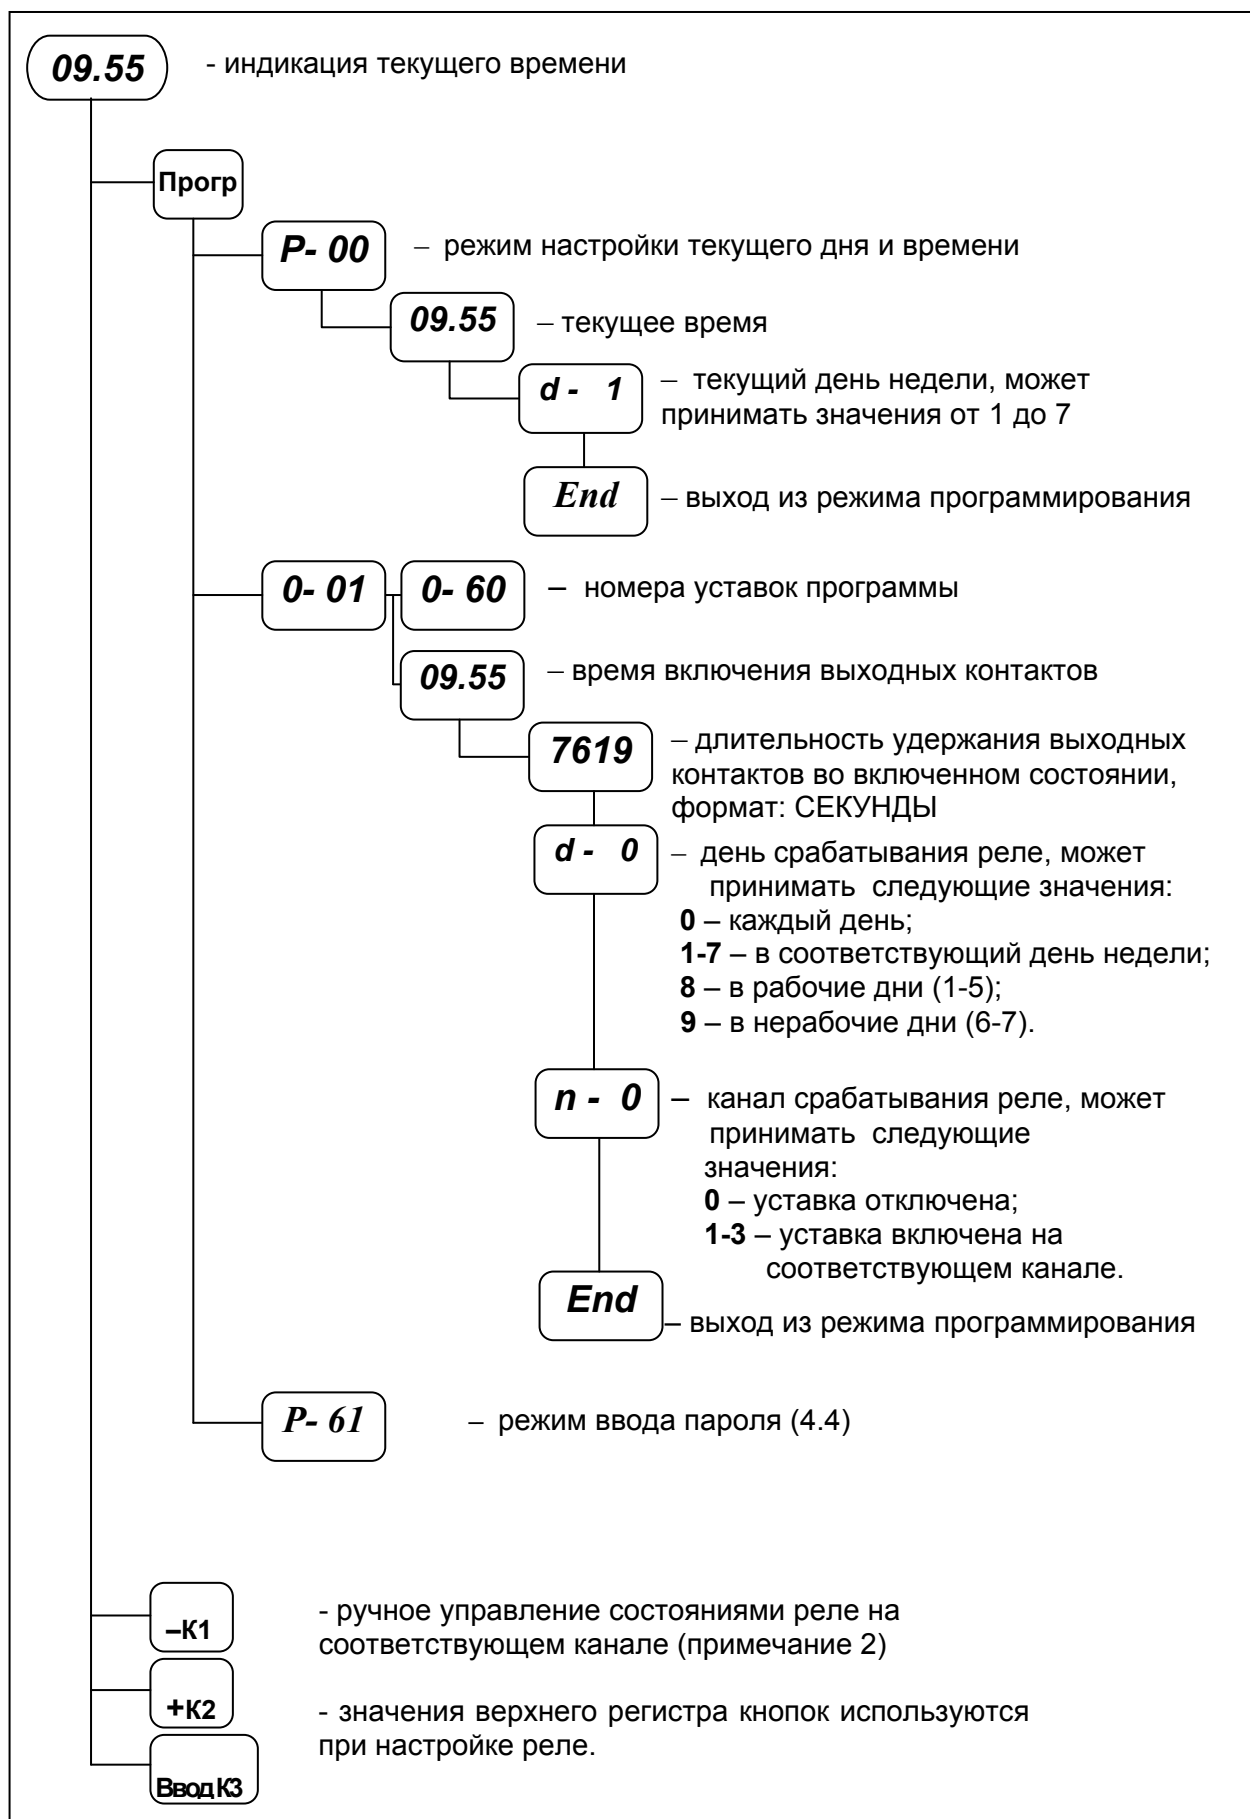 09.55 - индикация текущего времени
Прогр
P- 00 – режим настройки текущего дня и времени
09.55 – текущее время
d - 1 – текущий день недели, может
принимать значения от 1 до 7
End – выход из режима программирования
0- 01 0- 60 – номера уставок программы
09.55 – время включения выходных контактов
7619 – длительность удержания выходных
контактов во включенном состоянии,
формат: СЕКУНДЫ
d - 0 – день срабатывания реле, может
принимать следующие значения:
0 – каждый день;
1-7 – в соответствующий день недели;
8 – в рабочие дни (1-5);
9 – в нерабочие дни (6-7).
n - 0 – канал срабатывания реле, может
принимать следующие
значения:
0 – уставка отключена;
1-3 – уставка включена на
соответствующем канале.
End
– выход из режима программирования
P- 61 – режим ввода пароля (4.4)
–К1 - ручное управление состояниями реле на
соответствующем канале (примечание 2)
+К2 - значения верхнего регистра кнопок используются
при настройке реле.
Ввод К3